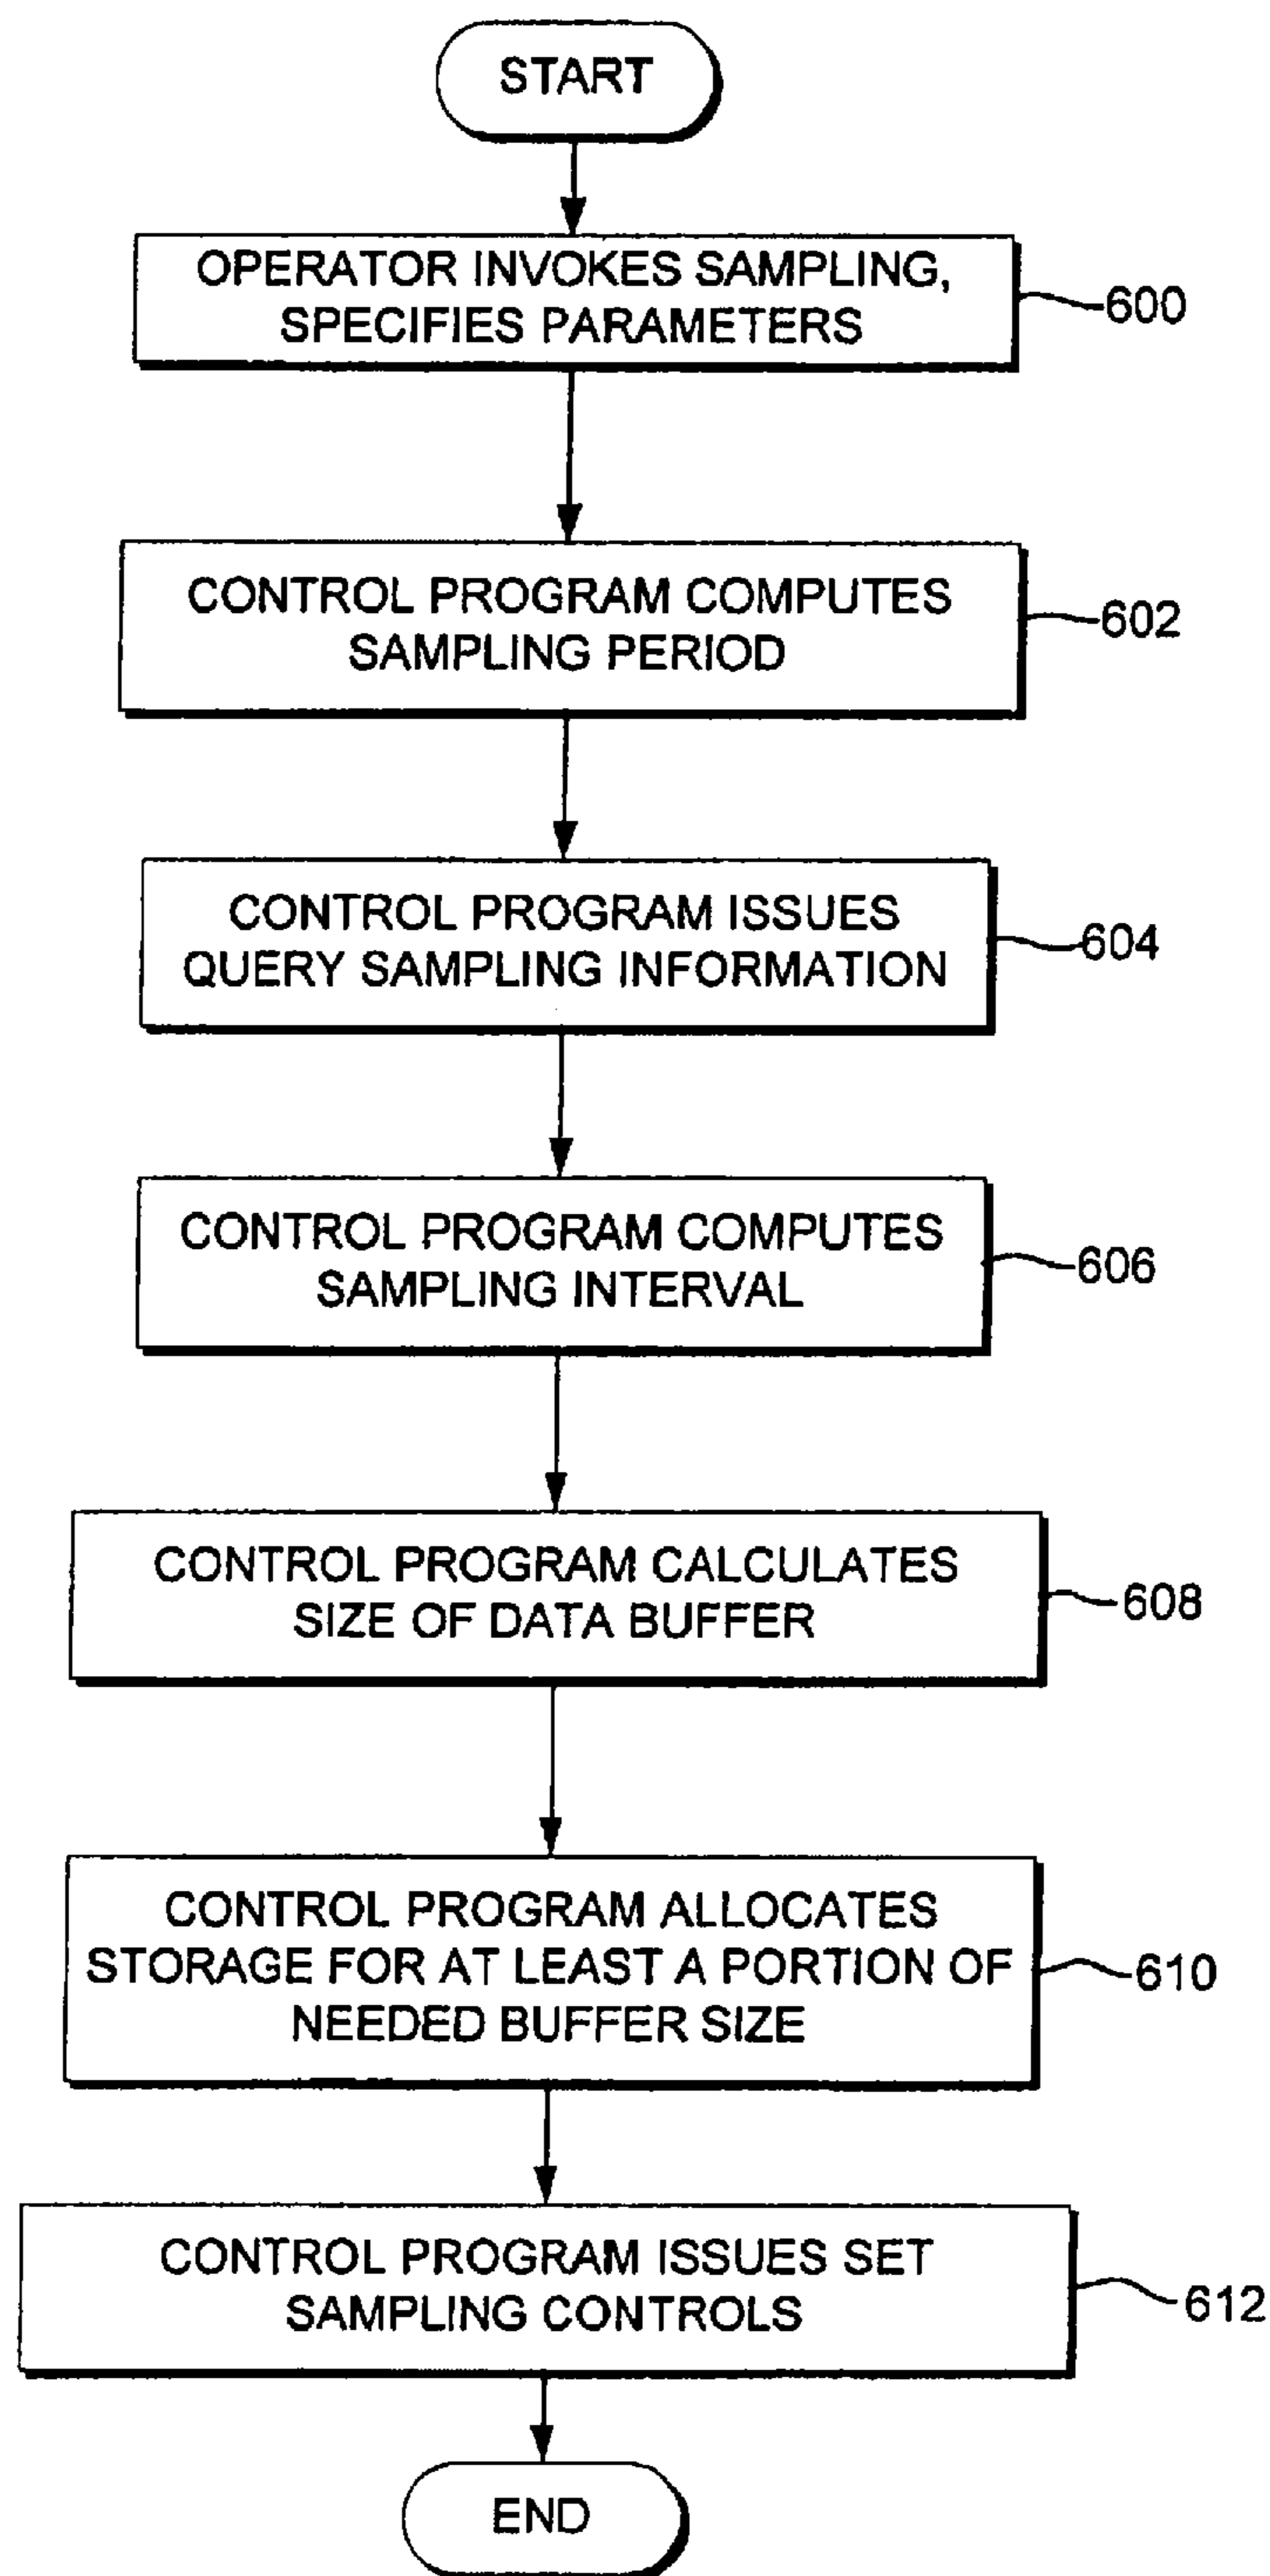 START
OPERATOR INVOKES SAMPLING,
SPECIFIES PARAMETERS
600
CONTROL PROGRAM COMPUTES
SAMPLING PERIOD
602
CONTROL PROGRAM ISSUES
QUERY SAMPLING INFORMATION
604
CONTROL PROGRAM COMPUTES
SAMPLING INTERVAL
606
CONTROL PROGRAM CALCULATES
SIZE OF DATA BUFFER
608
CONTROL PROGRAM ALLOCATES
STORAGE FOR AT LEAST A PORTION OF
NEEDED BUFFER SIZE
610
CONTROL PROGRAM ISSUES SET
SAMPLING CONTROLS
612
END